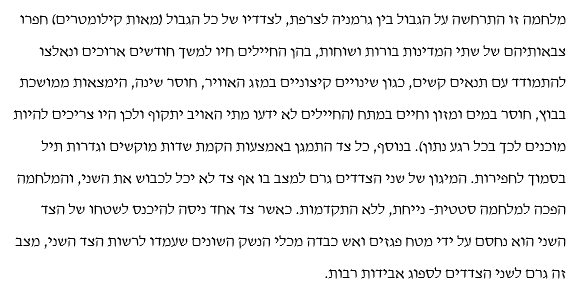 מלחמה זו התרחשה על הגבול בין גרמניה לצרפת, לצדדיו של כל הגבול (מאות קילומטרים) חפרו
צבאותיהם של שתי המדינות בורות ושוחות, בהן החיילים חיו למשך חודשים ארוכים ונאלצו
להתמודד עם תנאים קשים, כגון שינויים קיצוניים במזג האוויר, חוסר שינה, הימצאות ממושכת
בבוץ, חוסר במים ומזון וחיים במתח (החיילים לא ידעו מתי האויב יתקוף ולכן היו צריכים להיות
מוכנים לכך בכל רגע נתון). בנוסף, כל צד התמגן באמצעות הקמת שדות מוקשים וגדרות תיל
בסמוך לחפירות. המיגון של שני הצדדים גרם למצב בו אף צד לא יכל לכבוש את השני, והמלחמה
הפכה למלחמה סטטית- נייחת, ללא התקדמות. כאשר צד אחד ניסה להיכנס לשטחו של הצד
השני הוא נחסם על ידי מטח פגזים ואש כבדה מכלי הנשק השונים שעמדו לרשות הצד השני, מצב
זה גרם לשני הצדדים לספוג אבידות רבות.